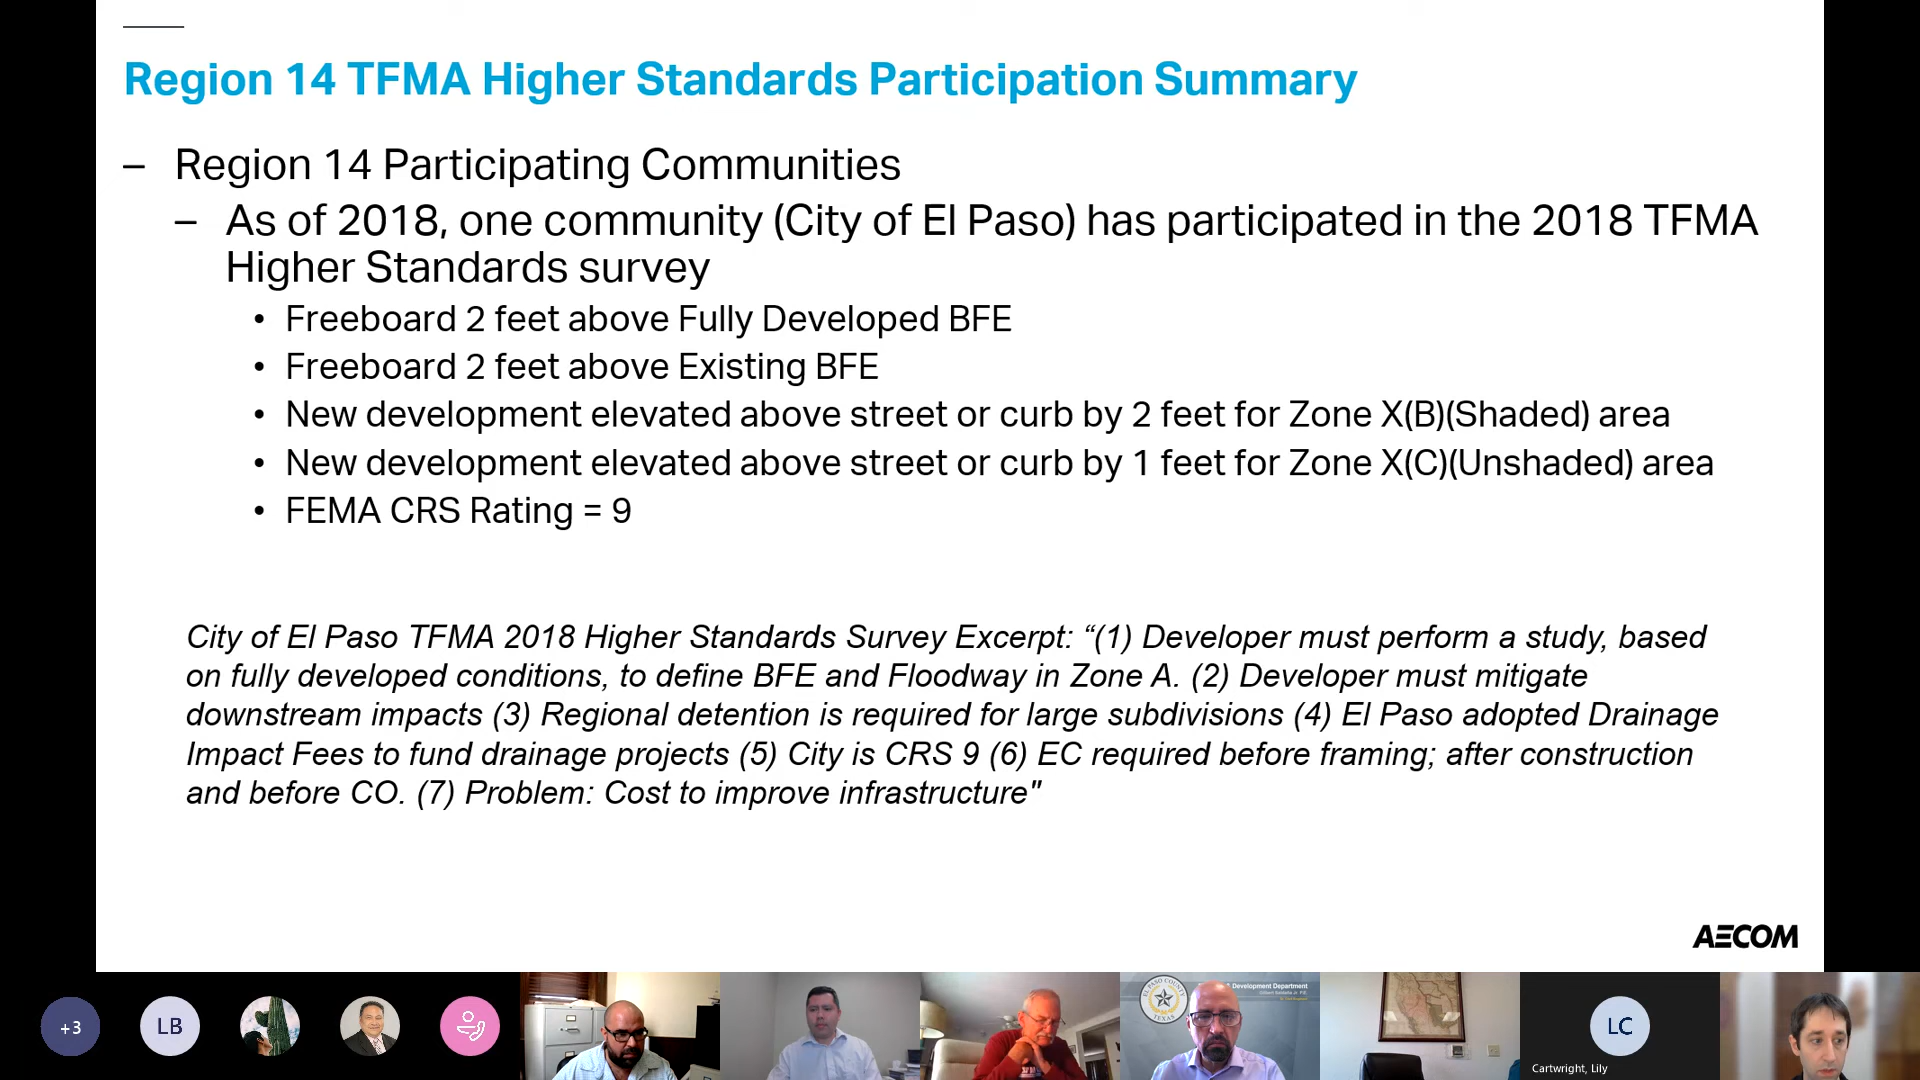 Region 14 TFMA Higher Standards Participation Summary
– Region 14 Participating Communities
– As of 2018, one community (City of El Paso) has participated in the 2018 TFMA
Higher Standards survey
• Freeboard 2 feet above Fully Developed BFE
• Freeboard 2 feet above Existing BFE
• New development elevated above street or curb by 2 feet for Zone X(B)(Shaded) area
• New development elevated above street or curb by 1 feet for Zone X(C)(Unshaded) area
• FEMA CRS Rating = 9
City of El Paso TFMA 2018 Higher Standards Survey Excerpt: “(1) Developer must perform a study, based
on fully developed conditions, to define BFE and Floodway in Zone A. (2) Developer must mitigate
downstream impacts (3) Regional detention is required for large subdivisions (4) El Paso adopted Drainage
Impact Fees to fund drainage projects (5) City is CRS 9 (6) EC required before framing; after construction
and before CO. (7) Problem: Cost to improve infrastructure"
AECOM
+3
LB
EL PASO COUNTY
TEXAS
Development Department
LC
Cartwright, Lily